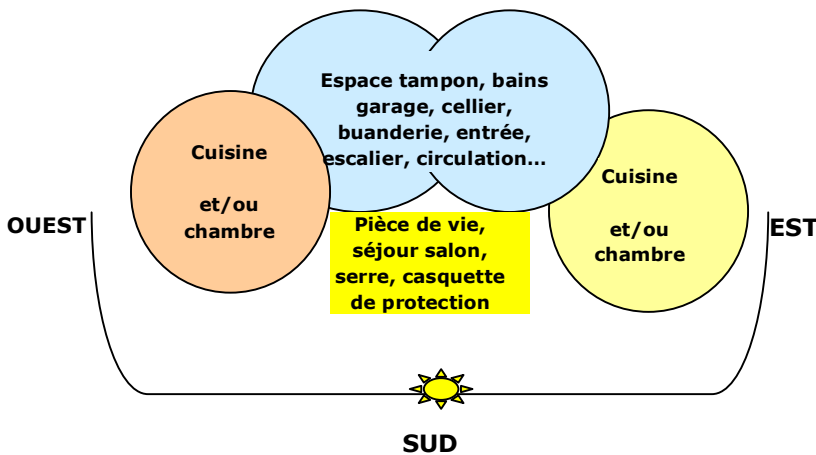 Espace tampon, bains
garage, cellier,
buanderie, entrée,
escalier, circulation...
Cuisine
et/ou
chambre
Cuisine
et/ou
chambre
OUEST
Pièce de vie,
séjour salon,
serre, casquette
de protection
EST
SUD